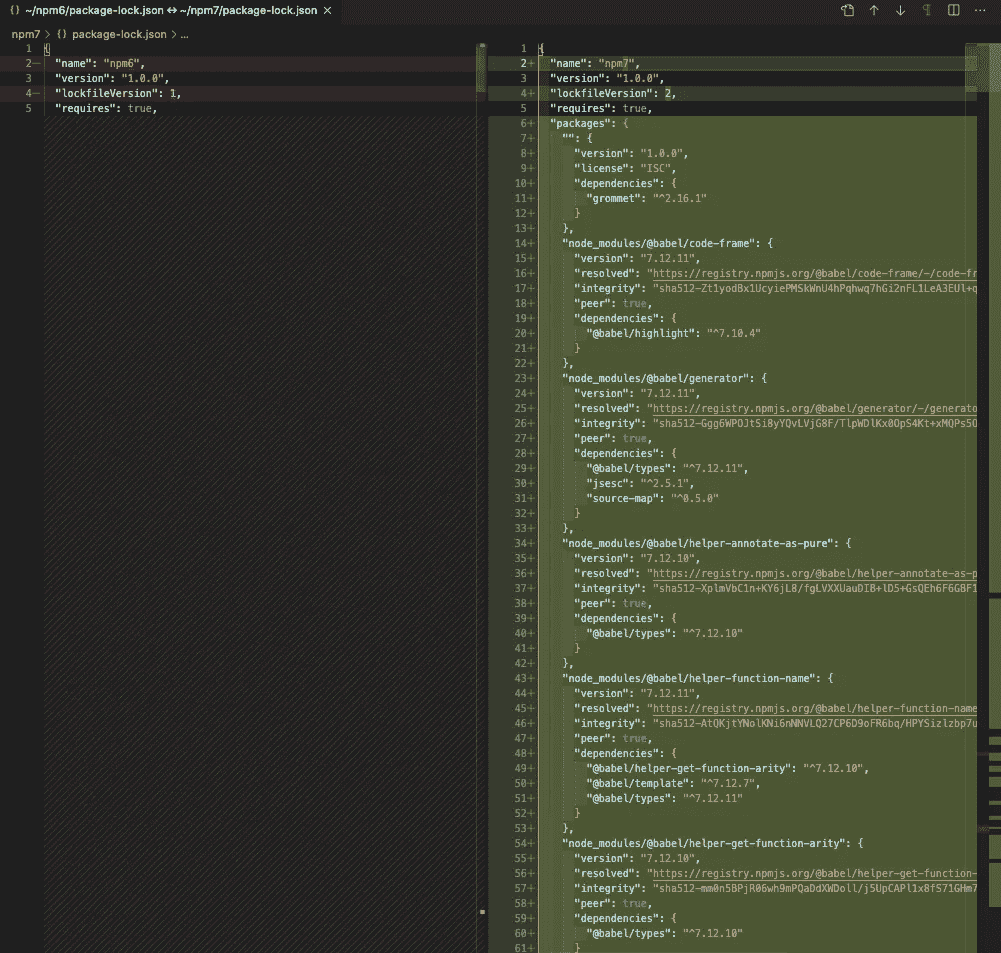 {} ~/npm6/package-lock.json ↔ ~/npm7/package-lock.json ×
npm7 > {} package-lock.json > ...
1 {
2− "name": "npm6",
3 "version": "1.0.0",
4− "lockfileVersion": 1,
5 "requires": true,
1 {
2+ "name": "npm7",
3 "version": "1.0.0",
4+ "lockfileVersion": 2,
5 "requires": true,
6+ "packages": {
7+ "": {
8+ "version": "1.0.0",
9+ "license": "ISC",
10+ "dependencies": {
11+ "grommet": "^2.16.1"
12+ }
13+ },
14+ "node_modules/@babel/code-frame": {
15+ "version": "7.12.11",
16+ "resolved": "https://registry.npmjs.org/@babel/code-frame/-/code-fr
17+ "integrity": "sha512-Zt1yodBx1UcyiePMSkWnU4hPqhwq7hGi2nFL1LeA3EUl+q
18+ "peer": true,
19+ "dependencies": {
20+ "@babel/highlight": "^7.10.4"
21+ }
22+ },
23+ "node_modules/@babel/generator": {
24+ "version": "7.12.11",
25+ "resolved": "https://registry.npmjs.org/@babel/generator/-/generato
26+ "integrity": "sha512-Ggg6WPOJtSi8yYQvLVjG8F/TlpWDlKx0OpS4Kt+xMQPs5O
27+ "peer": true,
28+ "dependencies": {
29+ "@babel/types": "^7.12.11",
30+ "jsesc": "^2.5.1",
31+ "source-map": "^0.5.0"
32+ }
33+ },
34+ "node_modules/@babel/helper-annotate-as-pure": {
35+ "version": "7.12.10",
36+ "resolved": "https://registry.npmjs.org/@babel/helper-annotate-as-p
37+ "integrity": "sha512-XplmVbC1n+KY6jL8/fgLVXXUauDIB+lD5+GsQEh6F6GBF1
38+ "peer": true,
39+ "dependencies": {
40+ "@babel/types": "^7.12.10"
41+ }
42+ },
43+ "node_modules/@babel/helper-function-name": {
44+ "version": "7.12.11",
45+ "resolved": "https://registry.npmjs.org/@babel/helper-function-name
46+ "integrity": "sha512-AtQKjtYNolKNi6nNNVLQ27CP6D9oFR6bq/HPYSizlzbp7u
47+ "peer": true,
48+ "dependencies": {
49+ "@babel/helper-get-function-arity": "^7.12.10",
50+ "@babel/template": "^7.12.7",
51+ "@babel/types": "^7.12.11"
52+ }
53+ },
54+ "node_modules/@babel/helper-get-function-arity": {
55+ "version": "7.12.10",
56+ "resolved": "https://registry.npmjs.org/@babel/helper-get-function-
57+ "integrity": "sha512-mm0n5BPjR06wh9mPQaDdXWDoll/j5UpCAPl1x8fS71GHm7
58+ "peer": true,
59+ "dependencies": {
60+ "@babel/types": "^7.12.10"
61+ }